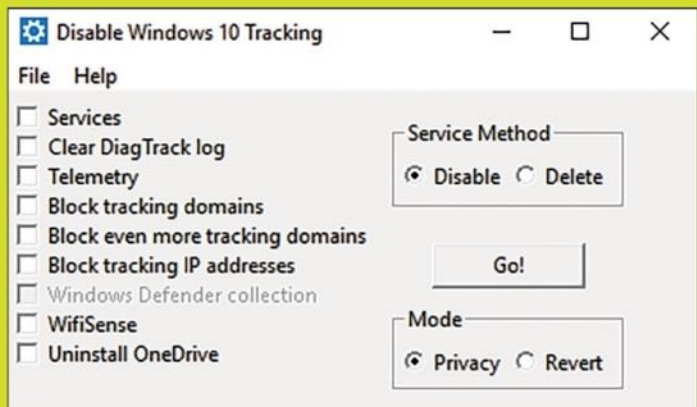 Disable Windows 10 Tracking
File Help
Services
Clear DiagTrack log
Telemetry
Block tracking domains
Block even more tracking domains
Block tracking IP addresses
Windows Defender collection
WifiSense
Uninstall OneDrive
Service Method
Disable Delete
Go!
Mode
Privacy Revert